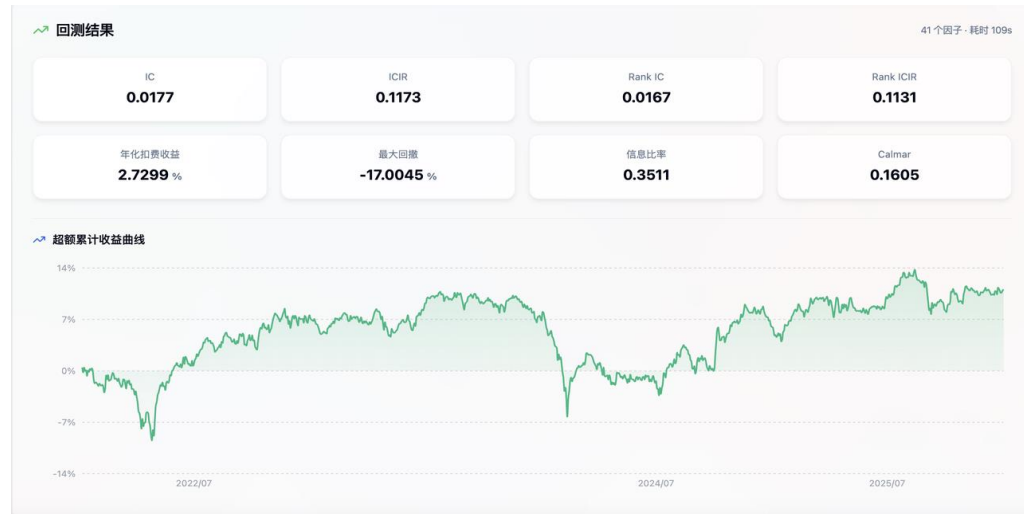 回测结果
41 个因子 · 耗时 109s
IC
0.0177
ICIR
0.1173
Rank IC
0.0167
Rank ICIR
0.1131
年化扣费收益
2.7299 %
最大回撤
-17.0045 %
信息比率
0.3511
Calmar
0.1605
超额累计收益曲线
14%
7%
0%
-7%
-14%
2022/07
2024/07
2025/07